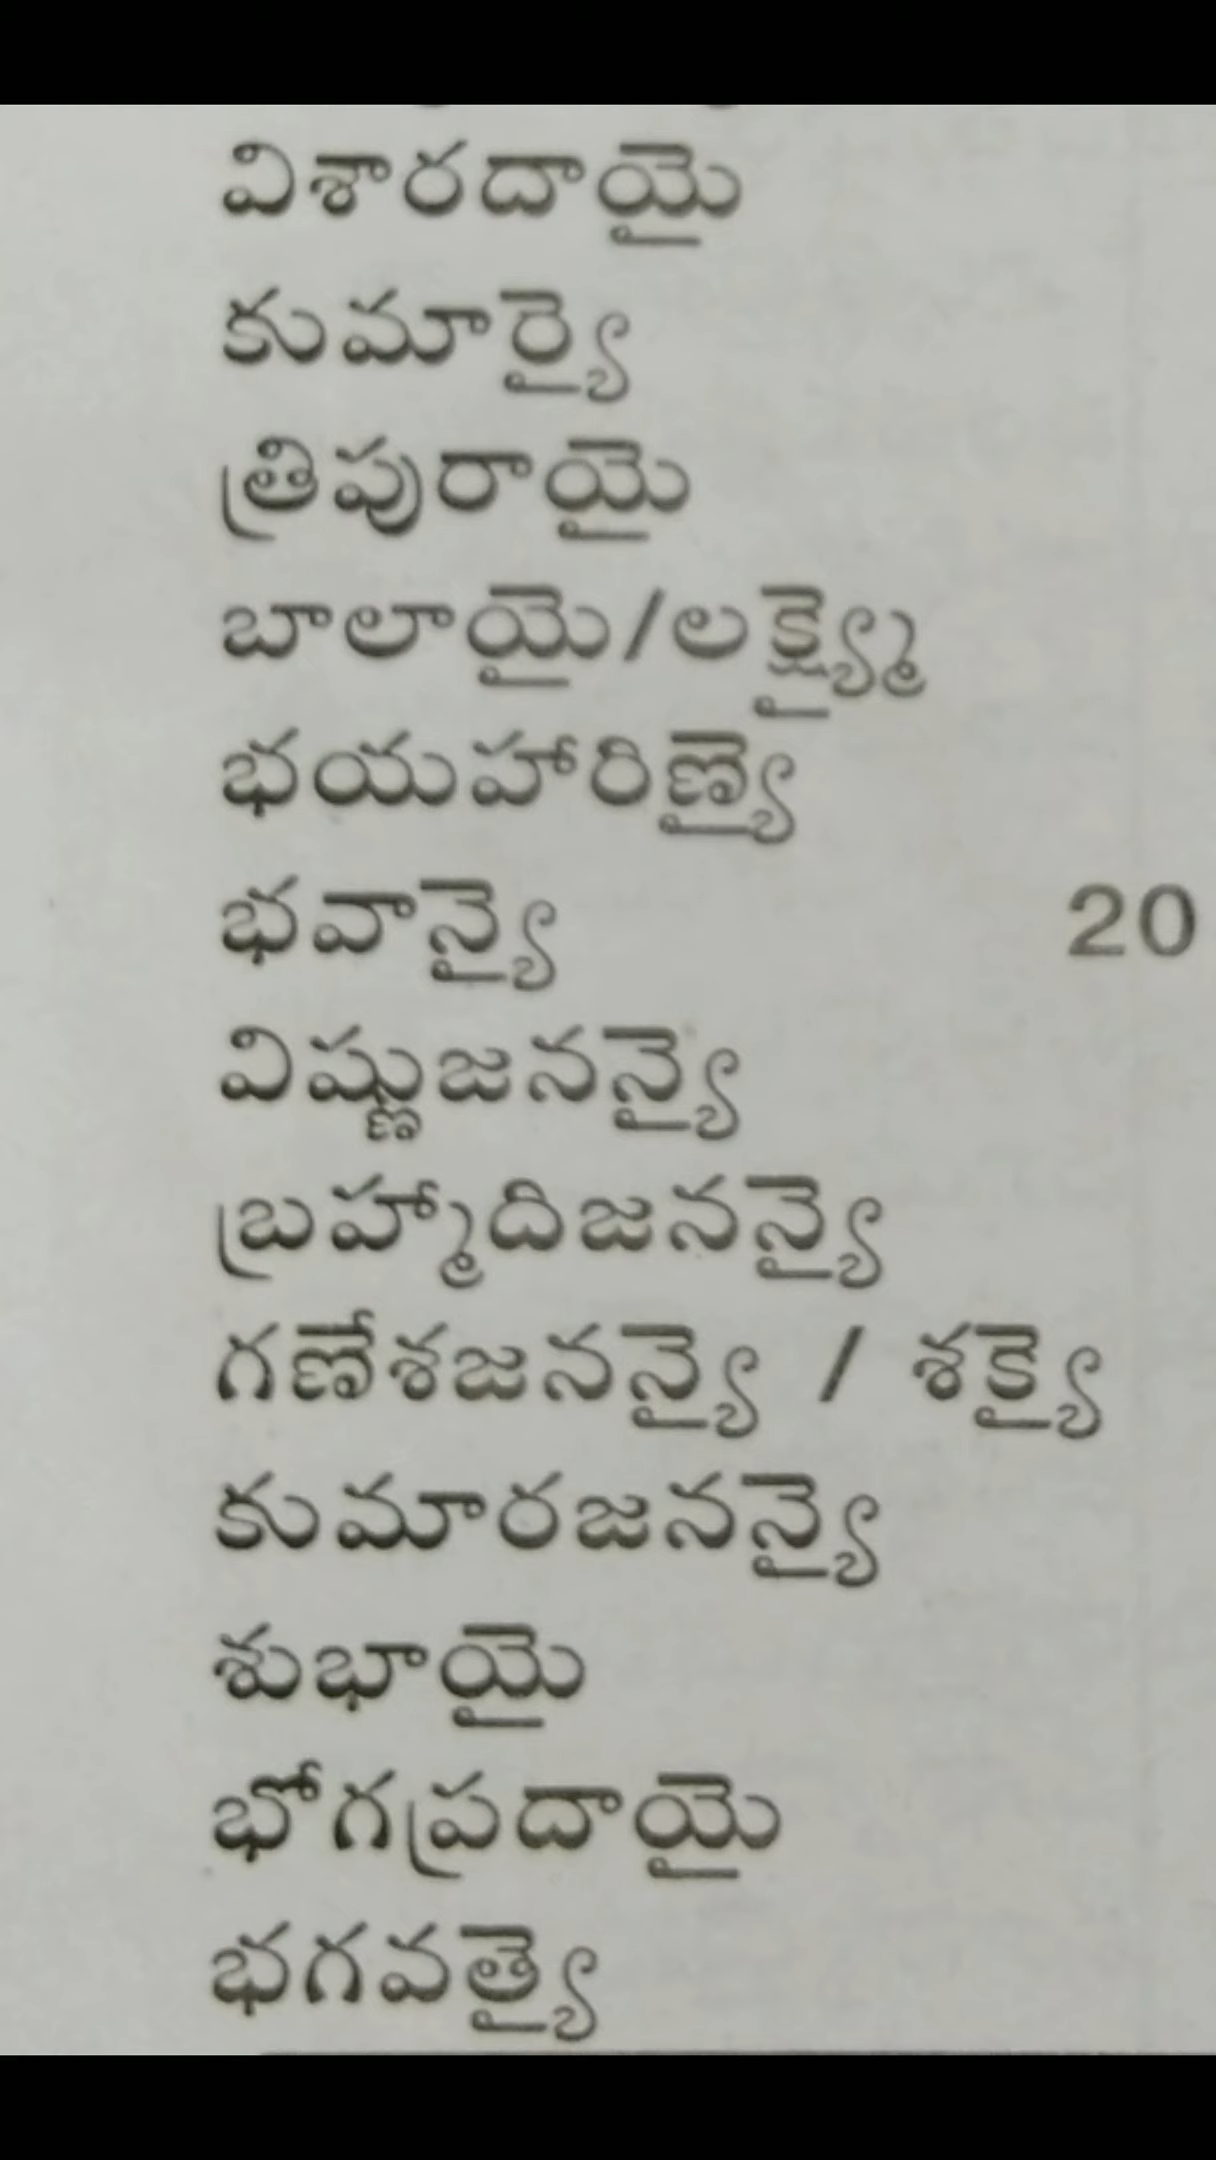 విశారదాయై
కుమార్యై
త్రిపురాయై
బాలాయై/లక్ష్మ్యై
భయహారిణ్యై
భవాన్యై 20
విష్ణుజనన్యై
బ్రహ్మాదిజనన్యై
గణేశజనన్యై / శక్యై
కుమారజనన్యై
శుభాయై
భోగప్రదాయై
భగవత్యై